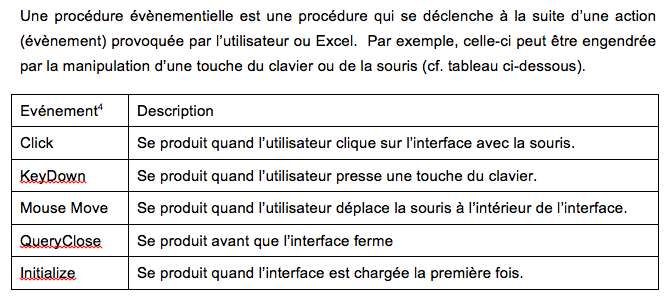 Une procédure évènementielle est une procédure qui se déclenche à la suite d’une action
(évènement) provoquée par l’utilisateur ou Excel.  Par exemple, celle-ci peut être engendrée
par la manipulation d’une touche du clavier ou de la souris (cf. tableau ci-dessous).
Evénement⁴ Description
Click Se produit quand l’utilisateur clique sur l’interface avec la souris.
KeyDown Se produit quand l’utilisateur presse une touche du clavier.
Mouse Move Se produit quand l’utilisateur déplace la souris à l’intérieur de l’interface.
QueryClose Se produit avant que l’interface ferme
Initialize Se produit quand l’interface est chargée la première fois.